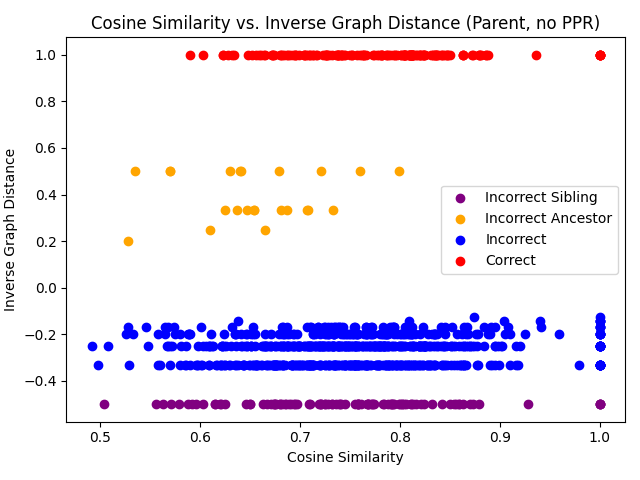 Cosine Similarity vs. Inverse Graph Distance (Parent, no PPR)
Inverse Graph Distance
1.0
0.8
0.6
0.4
0.2
0.0
−0.2
−0.4
Incorrect Sibling
Incorrect Ancestor
Incorrect
Correct
0.5 0.6 0.7 0.8 0.9 1.0
Cosine Similarity